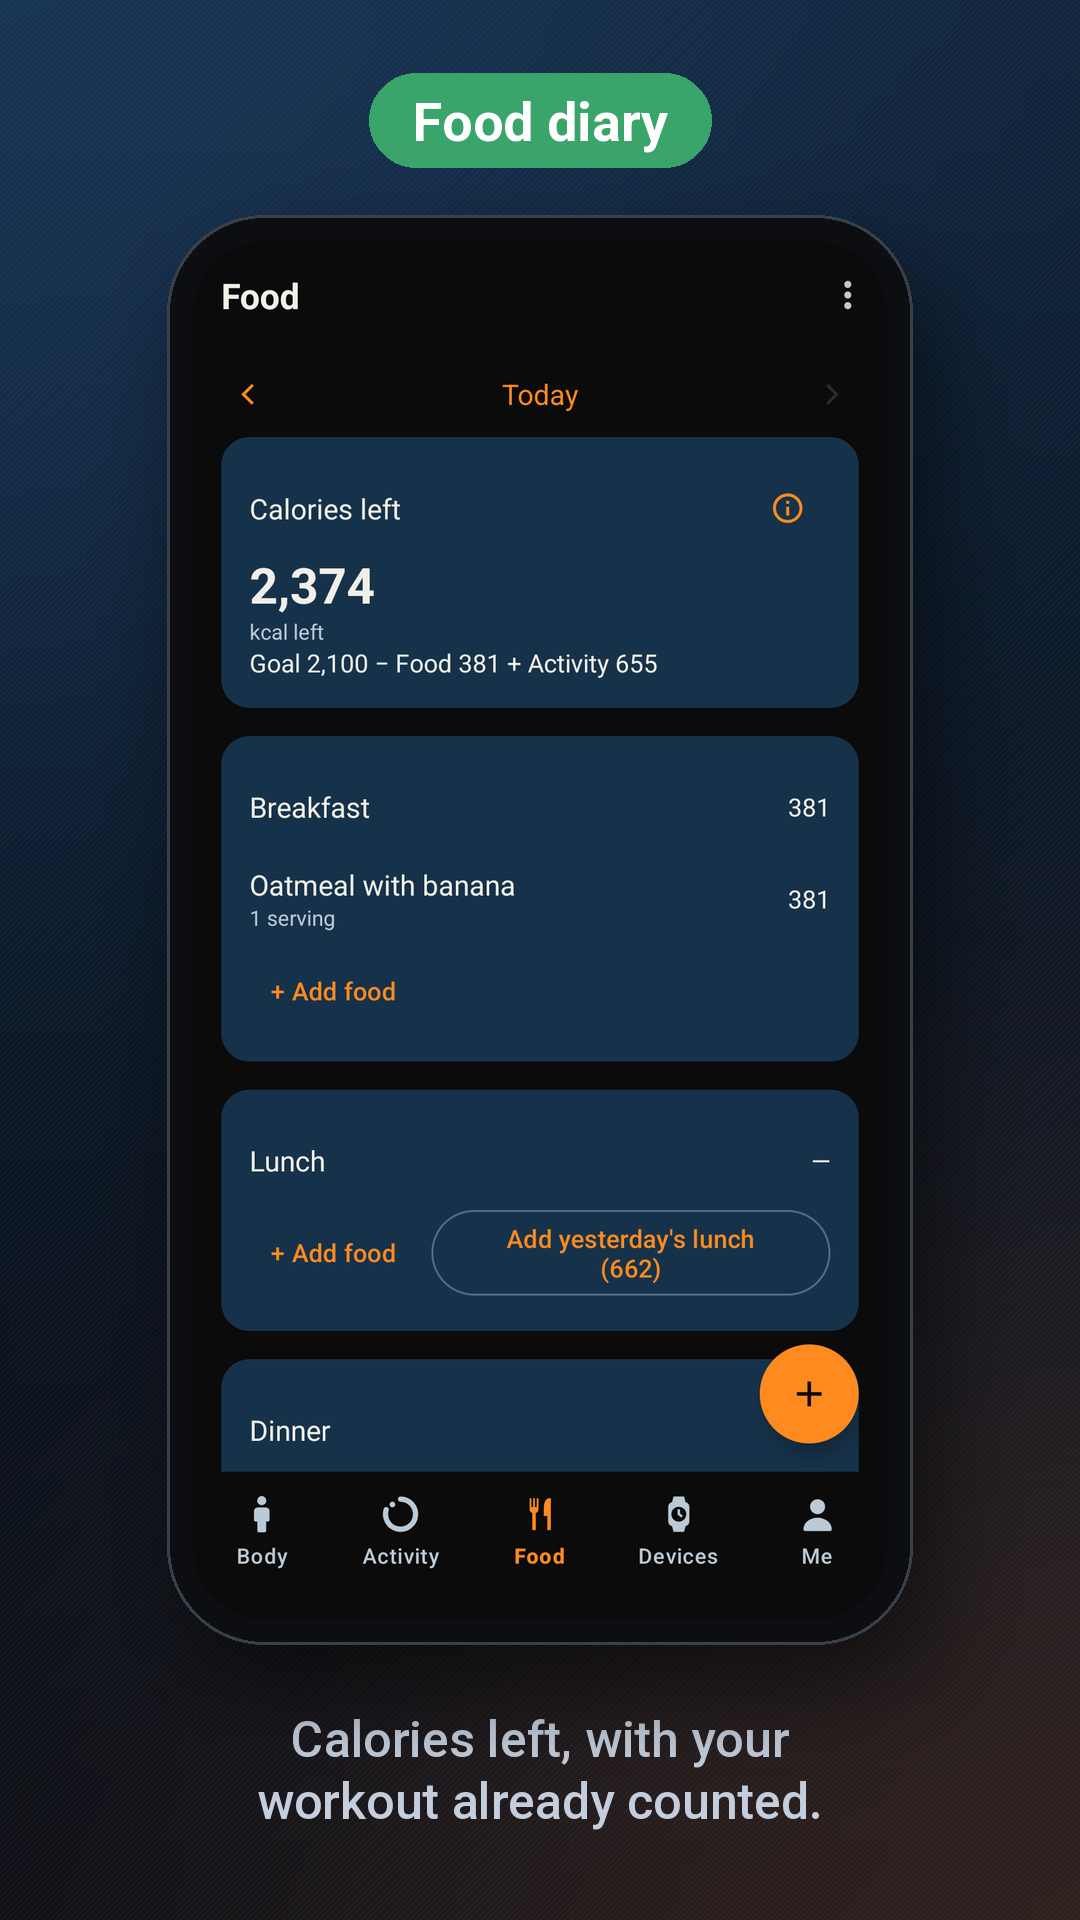 Food diary
Food
Today
Calories left
2,374
kcal left
Goal 2,100 − Food 381 + Activity 655
Breakfast 381
Oatmeal with banana 381
1 serving
+ Add food
Lunch –
+ Add food
Add yesterday's lunch
(662)
Dinner
Body Activity Food Devices Me
Calories left, with your
workout already counted.